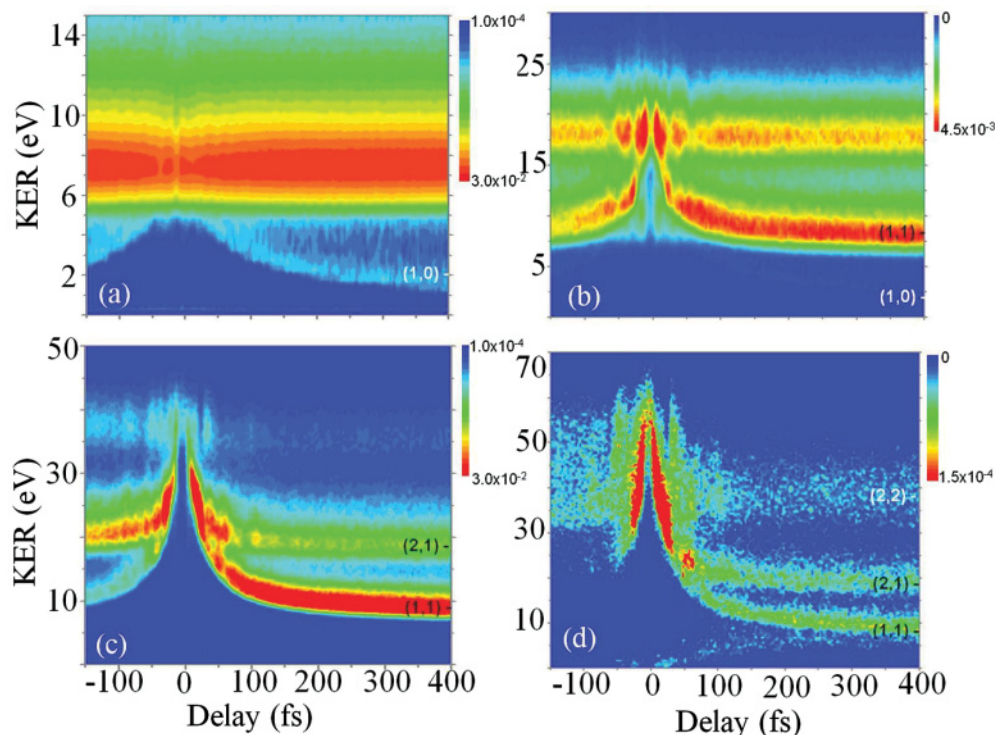 14
10
6
2
KER (eV)
(1,0) -
(a)
1.0x10-4
3.0x10-2
25
15
5
(1,1) -
(1,0) -
(b)
0
4.5x10-3
50
30
10
KER (eV)
(2,1) -
(1,1) -
(c)
1.0x10-4
3.0x10-2
-100 0 100 200 300 400
Delay (fs)
70
50
30
10
(2,2) -
(2,1) -
(1,1) -
(d)
0
1.5x10-4
-100 0 100 200 300 400
Delay (fs)